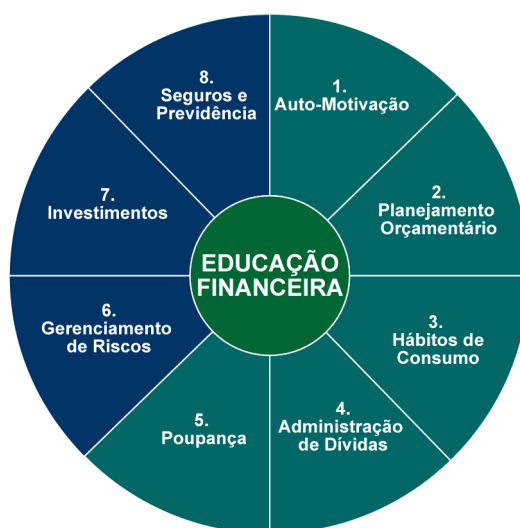 EDUCAÇÃO
FINANCEIRA
1.
Auto-Motivação
2.
Planejamento
Orçamentário
3.
Hábitos de
Consumo
4.
Administração
de Dívidas
5.
Poupança
6.
Gerenciamento
de Riscos
7.
Investimentos
8.
Seguros e
Previdência